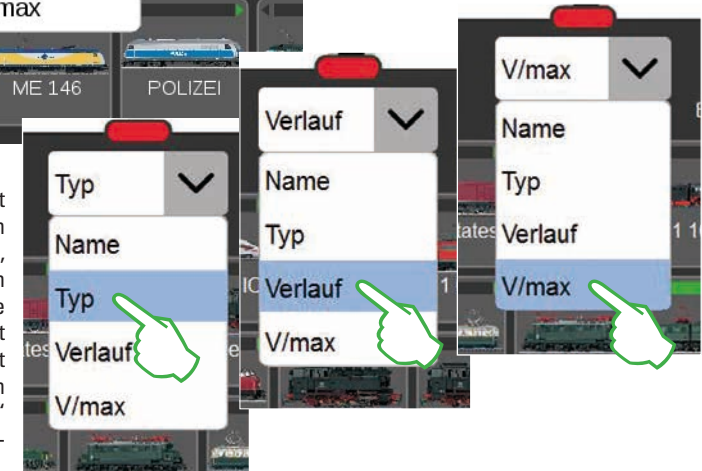 max
ME 146
POLIZEI
Typ
Name
Typ
Verlauf
V/max
Verlauf
Name
Typ
Verlauf
V/max
V/max
Name
Typ
Verlauf
V/max